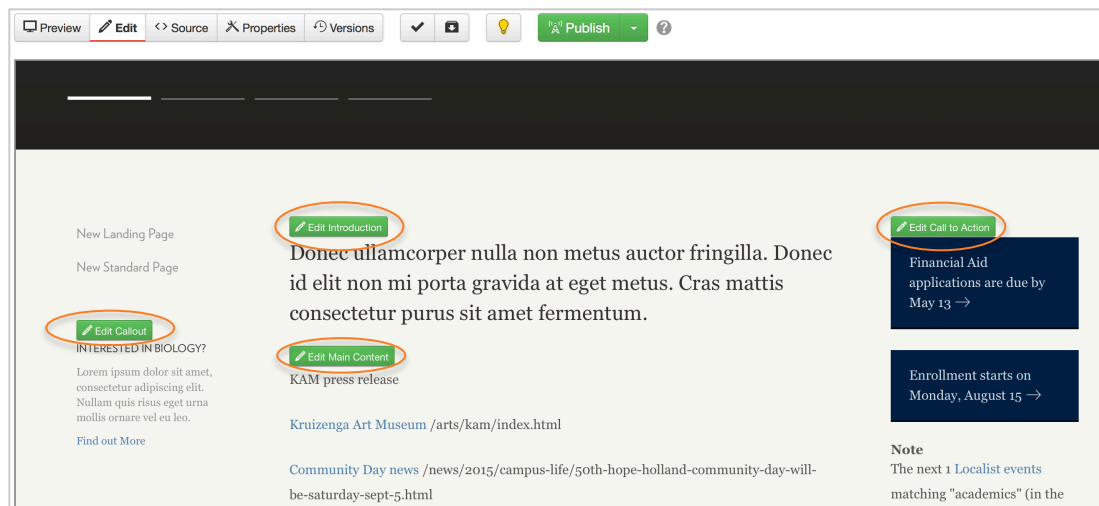 Preview Edit Source Properties Versions Publish
New Landing Page
New Standard Page
Edit Callout
INTERESTED IN BIOLOGY?
Lorem ipsum dolor sit amet,
consectetur adipiscing elit.
Nullam quis risus eget urna
mollis ornare vel eu leo.
Find out More
Edit Introduction
Donec ullamcorper nulla non metus auctor fringilla. Donec
id elit non mi porta gravida at eget metus. Cras mattis
consectetur purus sit amet fermentum.
Edit Main Content
KAM press release
Kruizenga Art Museum /arts/kam/index.html
Community Day news /news/2015/campus-life/50th-hope-holland-community-day-will-
be-saturday-sept-5.html
Edit Call to Action
Financial Aid
applications are due by
May 13 →
Enrollment starts on
Monday, August 15 →
Note
The next 1 Localist events
matching "academics" (in the